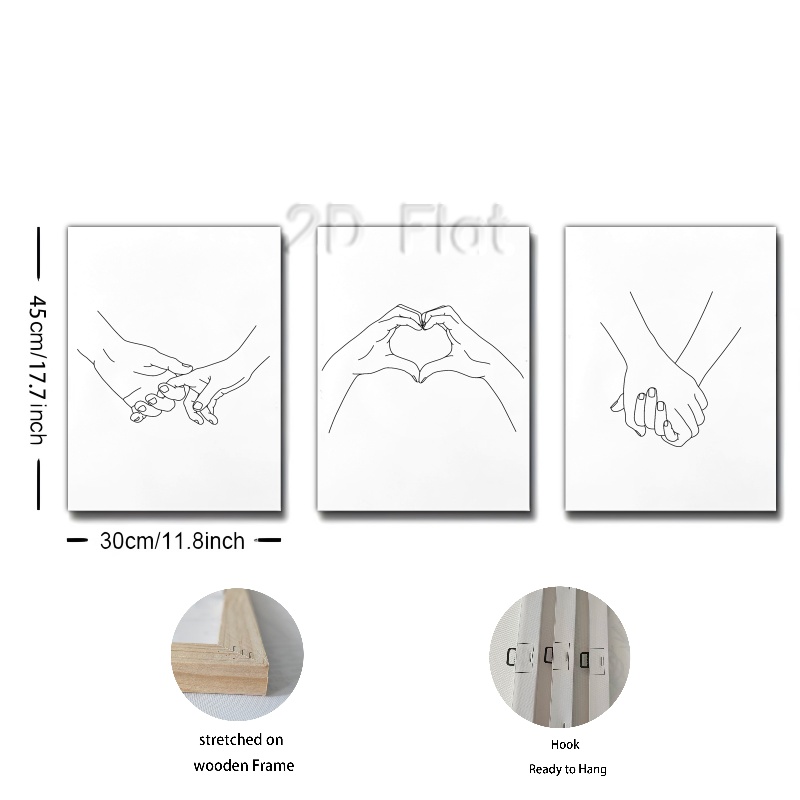 2D Flat
45cm/17.7inch
30cm/11.8inch
stretched on
wooden Frame
Hook
Ready to Hang